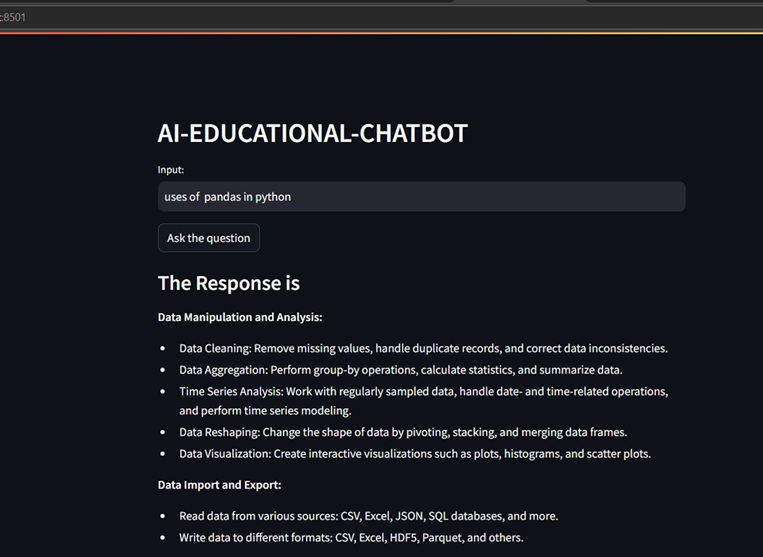 :8501
AI-EDUCATIONAL-CHATBOT
Input:
uses of  pandas in python
Ask the question
The Response is
Data Manipulation and Analysis:
• Data Cleaning: Remove missing values, handle duplicate records, and correct data inconsistencies.
• Data Aggregation: Perform group-by operations, calculate statistics, and summarize data.
• Time Series Analysis: Work with regularly sampled data, handle date- and time-related operations,
and perform time series modeling.
• Data Reshaping: Change the shape of data by pivoting, stacking, and merging data frames.
• Data Visualization: Create interactive visualizations such as plots, histograms, and scatter plots.
Data Import and Export:
• Read data from various sources: CSV, Excel, JSON, SQL databases, and more.
• Write data to different formats: CSV, Excel, HDF5, Parquet, and others.